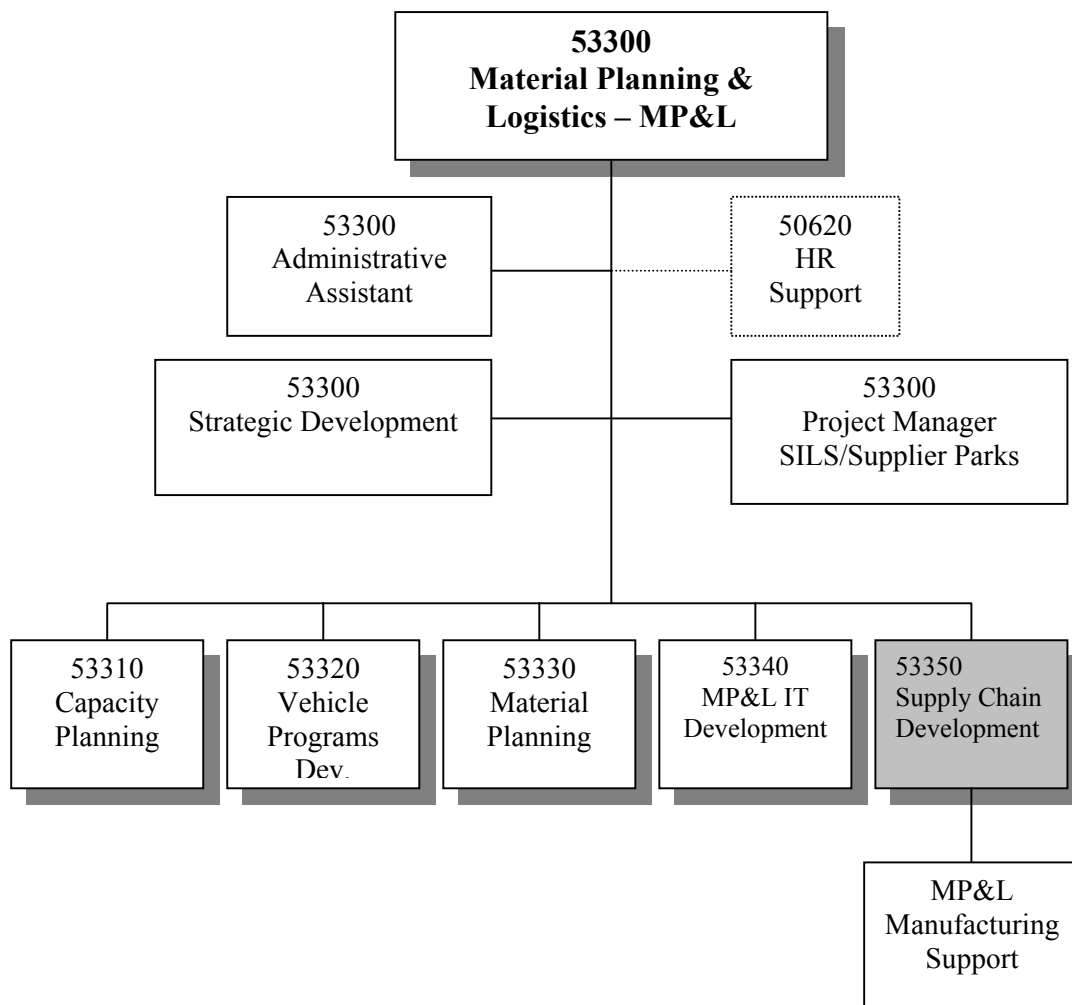 53300
Material Planning &
Logistics – MP&L
53300
Administrative
Assistant
50620
HR
Support
53300
Strategic Development
53300
Project Manager
SILS/Supplier Parks
53310
Capacity
Planning
53320
Vehicle
Programs
Dev.
53330
Material
Planning
53340
MP&L IT
Development
53350
Supply Chain
Development
MP&L
Manufacturing
Support